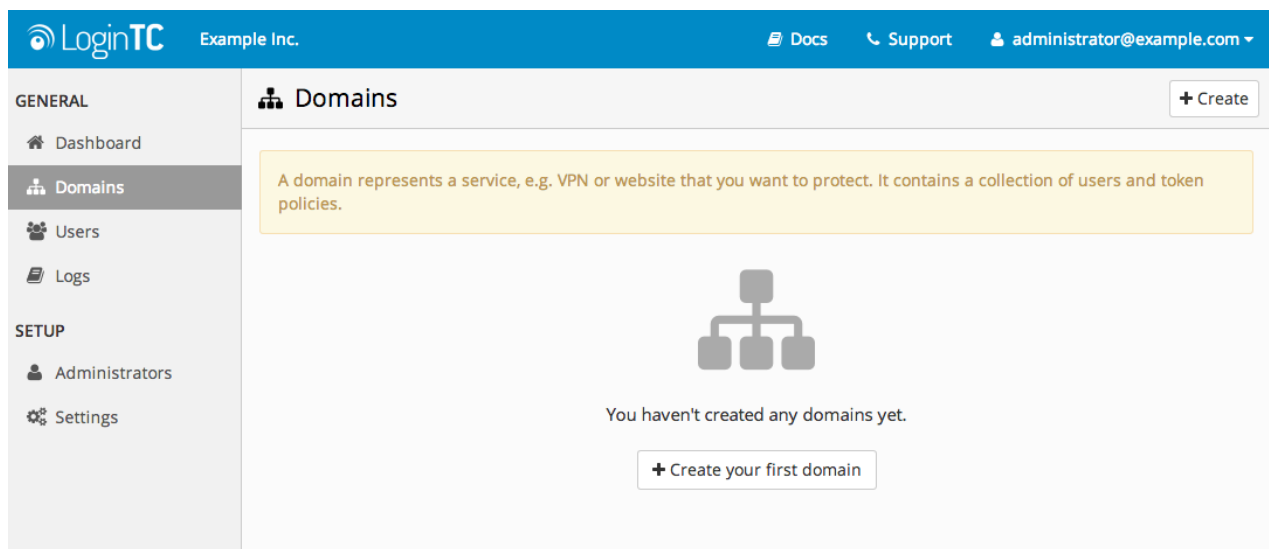 LoginTC Example Inc. Docs Support administrator@example.com
GENERAL
Dashboard
Domains
Users
Logs
SETUP
Administrators
Settings
Domains
+ Create
A domain represents a service, e.g. VPN or website that you want to protect. It contains a collection of users and token
policies.
You haven't created any domains yet.
+ Create your first domain